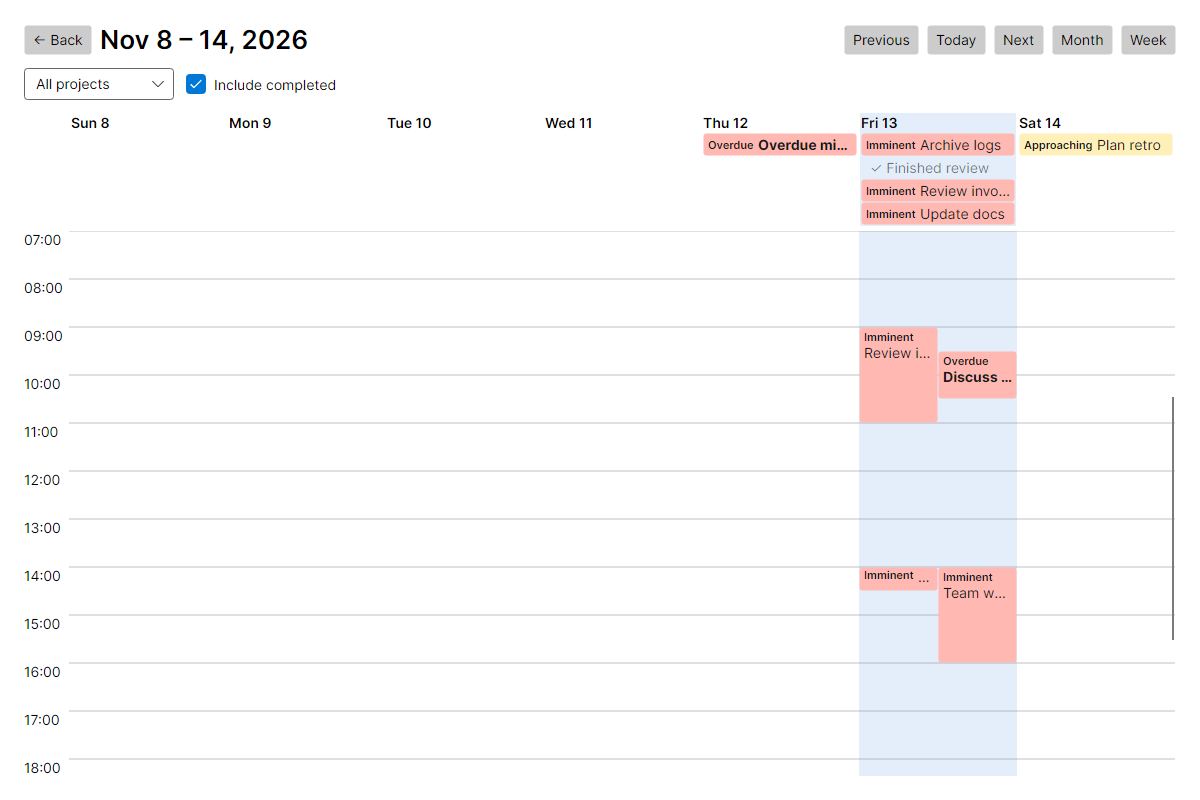 ← Back Nov 8 – 14, 2026 Previous Today Next Month Week
All projects Include completed
Sun 8 Mon 9 Tue 10 Wed 11 Thu 12 Fri 13 Sat 14
Overdue Overdue mi... Imminent Archive logs Approaching Plan retro
✓ Finished review
Imminent Review invo...
Imminent Update docs
07:00
08:00
09:00
Imminent
Review i...
Overdue
Discuss ...
10:00
11:00
12:00
13:00
14:00
Imminent ...
Imminent
Team w...
15:00
16:00
17:00
18:00